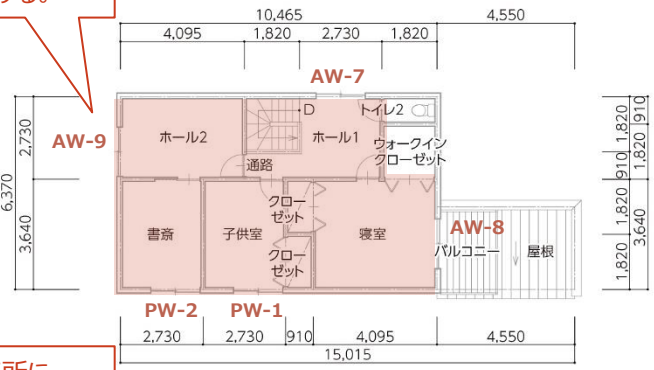 する。
10,465
4,550
4,095
1,820
2,730
1,820
AW-7
D
トイレ2
AW-9
ホール2
ホール1
ウォークイン
クローゼット
通路
6,370
2,730
3,640
クロー
ゼット
書斎
子供室
寝室
クロー
ゼット
AW-8
バルコニー
屋根
1,820
910
910
1,820
1,820
1,820
3,640
PW-2
PW-1
2,730
2,730
910
4,095
4,550
15,015
所に